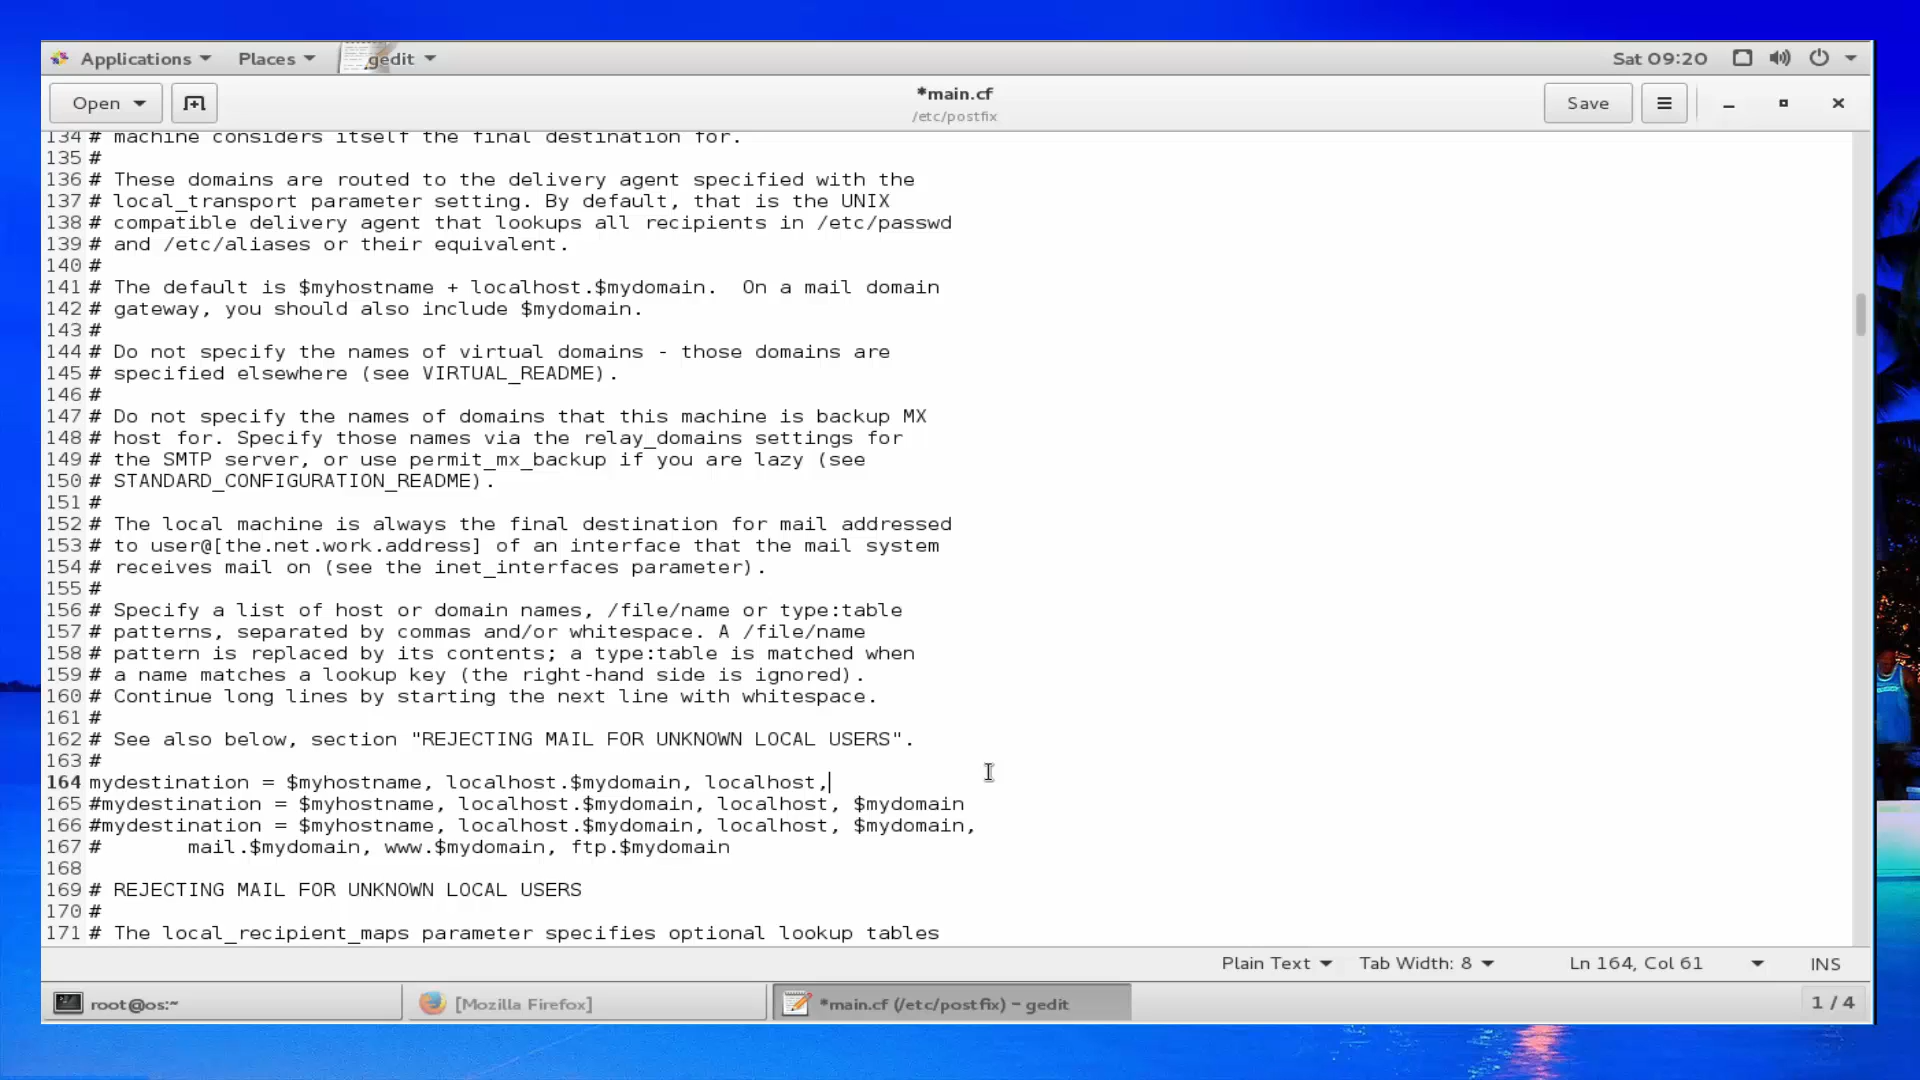 Applications Places gedit Sat 09:20
Open *main.cf Save
/etc/postfix
134 # machine considers itself the final destination for.
135 #
136 # These domains are routed to the delivery agent specified with the
137 # local_transport parameter setting. By default, that is the UNIX
138 # compatible delivery agent that lookups all recipients in /etc/passwd
139 # and /etc/aliases or their equivalent.
140 #
141 # The default is $myhostname + localhost.$mydomain.  On a mail domain
142 # gateway, you should also include $mydomain.
143 #
144 # Do not specify the names of virtual domains - those domains are
145 # specified elsewhere (see VIRTUAL_README).
146 #
147 # Do not specify the names of domains that this machine is backup MX
148 # host for. Specify those names via the relay_domains settings for
149 # the SMTP server, or use permit_mx_backup if you are lazy (see
150 # STANDARD_CONFIGURATION_README).
151 #
152 # The local machine is always the final destination for mail addressed
153 # to user@[the.net.work.address] of an interface that the mail system
154 # receives mail on (see the inet_interfaces parameter).
155 #
156 # Specify a list of host or domain names, /file/name or type:table
157 # patterns, separated by commas and/or whitespace. A /file/name
158 # pattern is replaced by its contents; a type:table is matched when
159 # a name matches a lookup key (the right-hand side is ignored).
160 # Continue long lines by starting the next line with whitespace.
161 #
162 # See also below, section "REJECTING MAIL FOR UNKNOWN LOCAL USERS".
163 #
164 mydestination = $myhostname, localhost.$mydomain, localhost,
165 #mydestination = $myhostname, localhost.$mydomain, localhost, $mydomain
166 #mydestination = $myhostname, localhost.$mydomain, localhost, $mydomain,
167 #       mail.$mydomain, www.$mydomain, ftp.$mydomain
168
169 # REJECTING MAIL FOR UNKNOWN LOCAL USERS
170 #
171 # The local_recipient_maps parameter specifies optional lookup tables
Plain Text Tab Width: 8 Ln 164, Col 61 INS
root@os:~ [Mozilla Firefox] *main.cf (/etc/postfix) - gedit 1 / 4